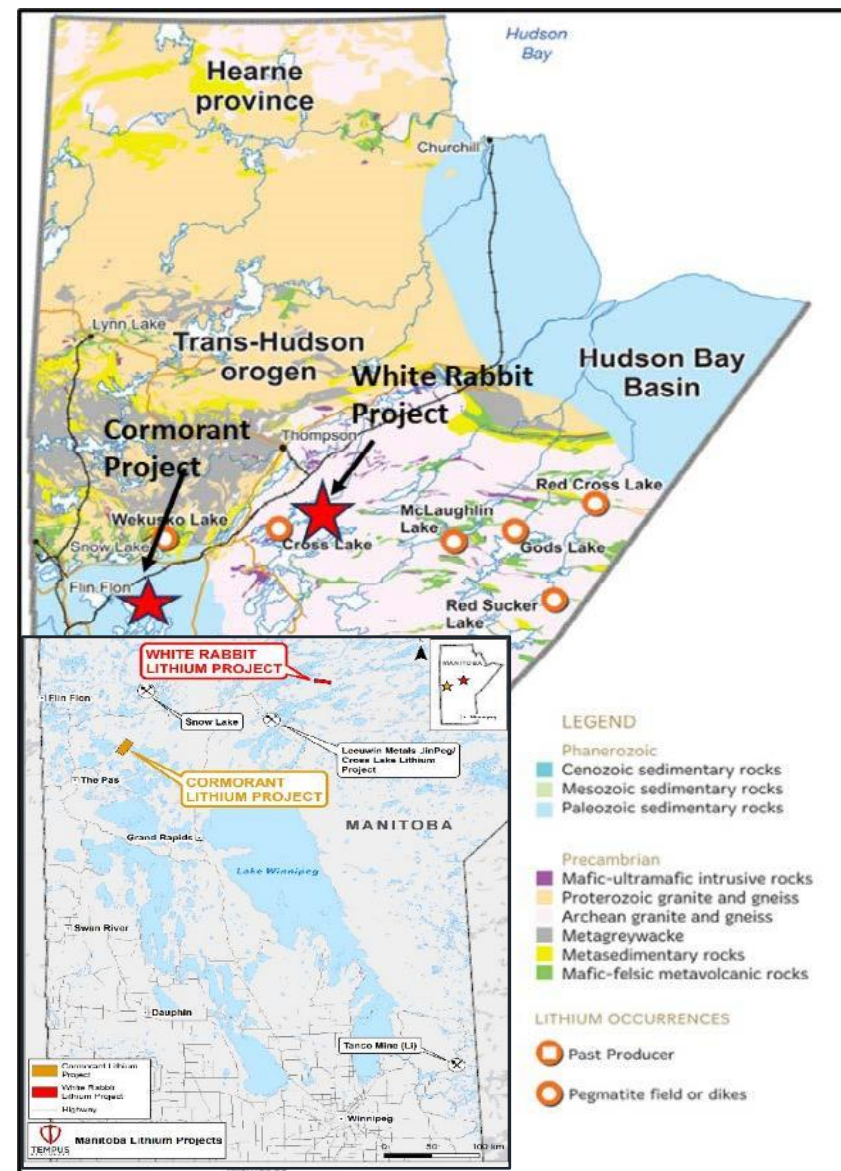 Hudson
Bay
Hearne
province
Churchill
Lynn Lake
Trans-Hudson
orogen
White Rabbit
Project
Hudson Bay
Basin
Cormorant
Project
Thompson
Red Cross Lake
McLaughlin
Lake
Wekusko Lake
Cross Lake
Gods Lake
Snow Lake
Flin Flon
Red Sucker
Lake
WHITE RABBIT
LITHIUM PROJECT
MANITOBA
Winnipeg
Flin Flon
Snow Lake
Leeuwin Metals JinPeg/
Cross Lake Lithium
Project
The Pas
CORMORANT
LITHIUM PROJECT
MANITOBA
Grand Rapids
Lake Winnipeg
Swan River
Dauphin
Tanco Mine (Li)
Winnipeg
Cormorant Lithium
Project
White Rabbit
Lithium Project
Highway
TEMPUS
Manitoba Lithium Projects
0 50 100 km
LEGEND
Phanerozoic
Cenozoic sedimentary rocks
Mesozoic sedimentary rocks
Paleozoic sedimentary rocks
Precambrian
Mafic-ultramafic intrusive rocks
Proterozoic granite and gneiss
Archean granite and gneiss
Metagreywacke
Metasedimentary rocks
Mafic-felsic metavolcanic rocks
LITHIUM OCCURRENCES
Past Producer
Pegmatite field or dikes